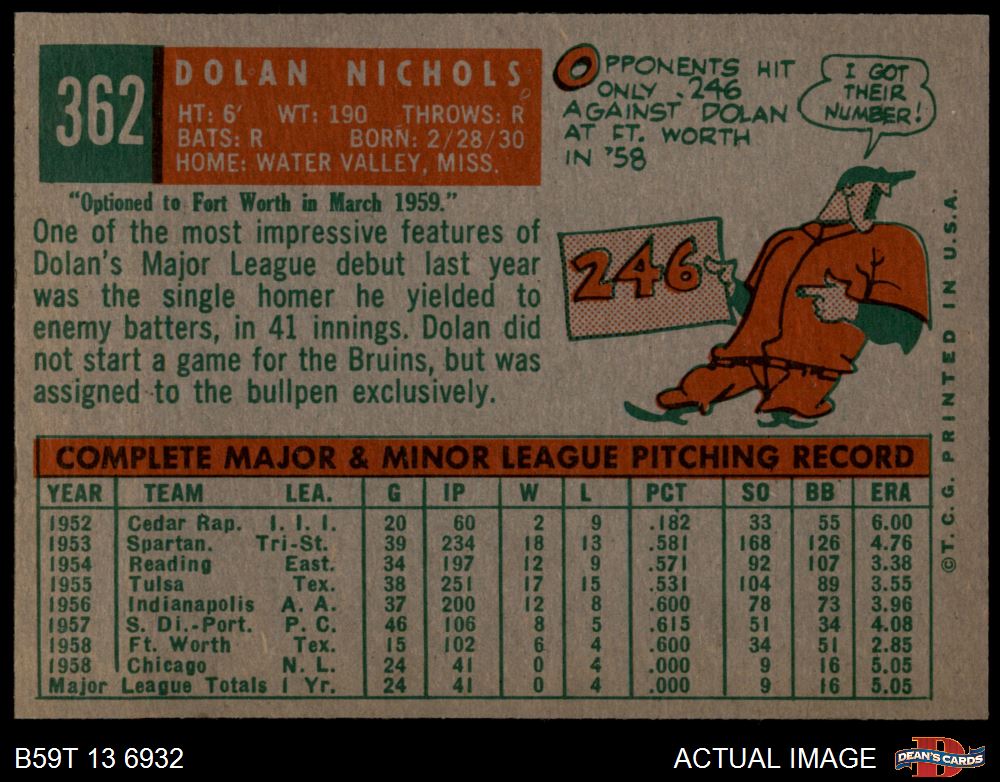 362
DOLAN NICHOLS
HT: 6' WT: 190 THROWS: R
BATS: R BORN: 2/28/30
HOME: WATER VALLEY, MISS.
OPPONENTS HIT
ONLY .246
AGAINST DOLAN
AT FT. WORTH
IN '58
I GOT
THEIR
NUMBER!
246
"Optioned to Fort Worth in March 1959."
One of the most impressive features of
Dolan's Major League debut last year
was the single homer he yielded to
enemy batters, in 41 innings. Dolan did
not start a game for the Bruins, but was
assigned to the bullpen exclusively.
COMPLETE MAJOR & MINOR LEAGUE PITCHING RECORD
YEAR TEAM LEA. G IP W L PCT SO BB ERA
1952 Cedar Rap. I. I. I. 20 60 2 9 .182 33 55 6.00
1953 Spartan. Tri-St. 39 234 18 13 .581 168 126 4.76
1954 Reading East. 34 197 12 9 .571 92 107 3.38
1955 Tulsa Tex. 38 251 17 15 .531 104 89 3.55
1956 Indianapolis A. A. 37 200 12 8 .600 78 73 3.96
1957 S. Di.-Port. P. C. 46 106 8 5 .615 51 34 4.08
1958 Ft. Worth Tex. 15 102 6 4 .600 34 51 2.85
1958 Chicago N. L. 24 41 0 4 .000 9 16 5.05
Major League Totals 1 Yr. 24 41 0 4 .000 9 16 5.05
©T. C. G. PRINTED IN U.S.A.
B59T 13 6932
ACTUAL IMAGE
D
DEAN'S CARDS